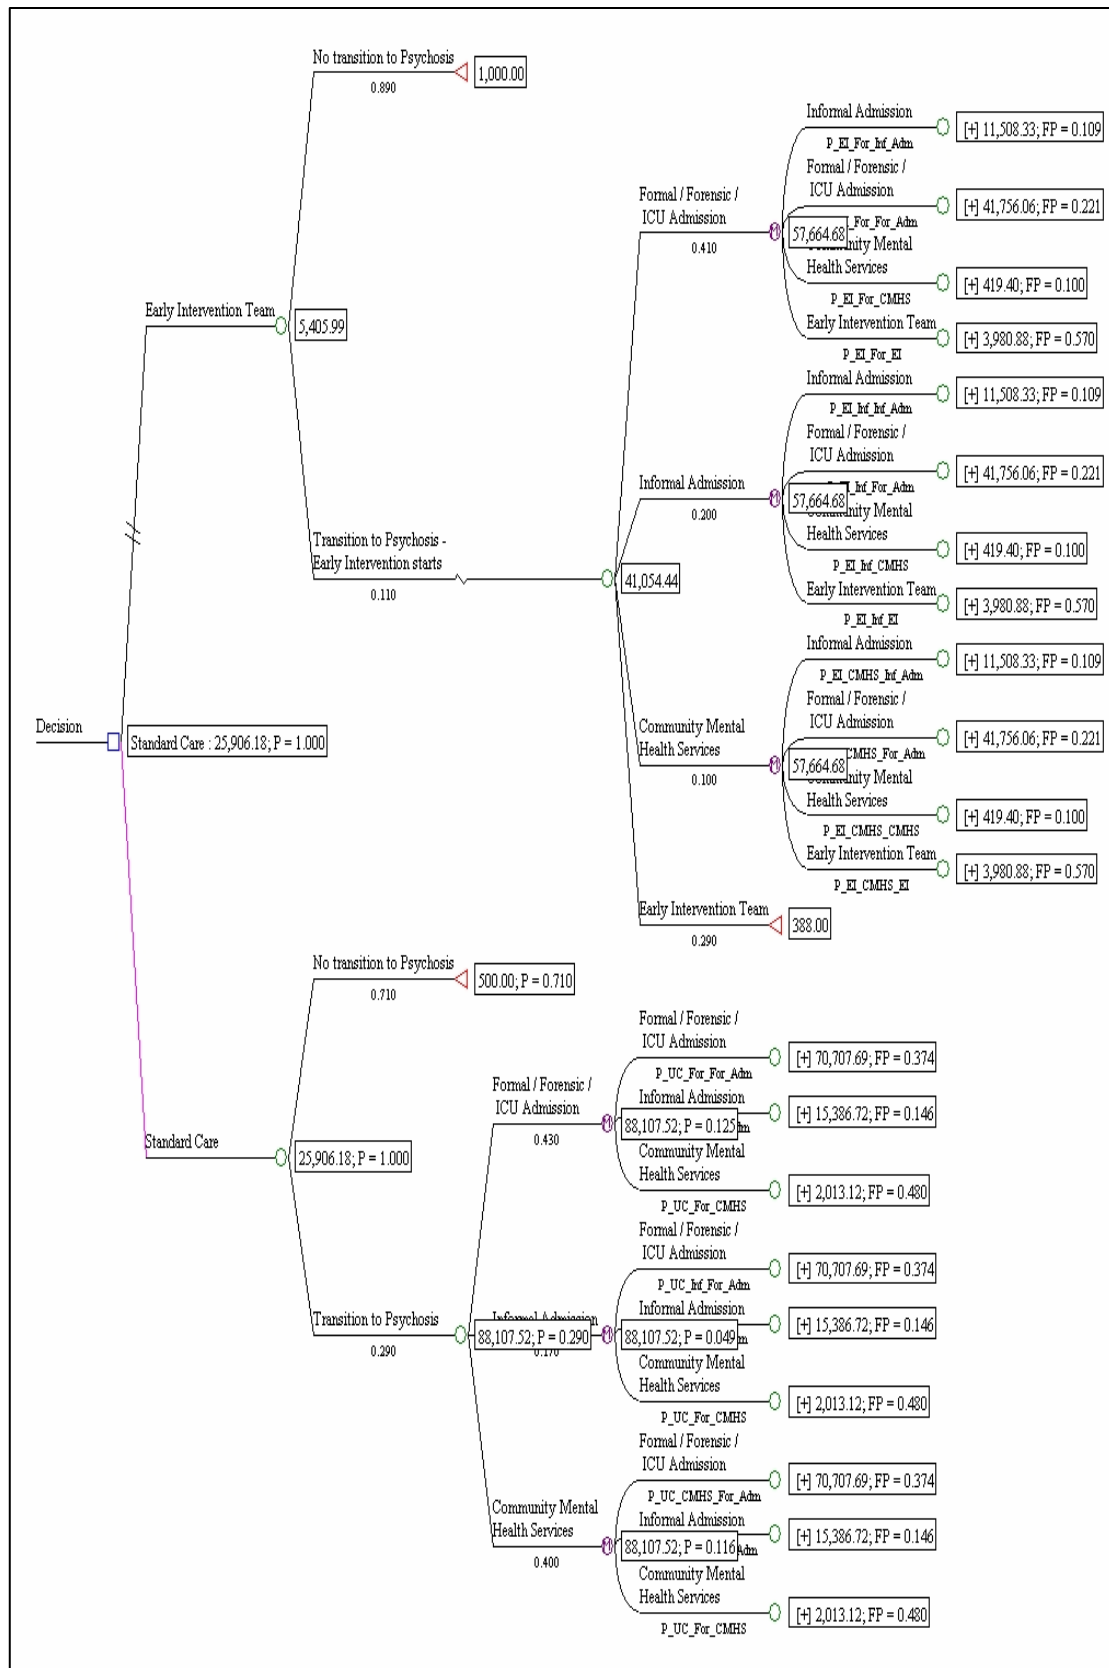 No transition to Psychosis
0.890
1,000.00
Informal Admission
P_EI_For_Inf_Adm
[+] 11,508.33; FP = 0.109
Formal / Forensic /
ICU Admission
_For_For_Adm
[+] 41,756.06; FP = 0.221
Formal / Forensic /
ICU Admission
0.410
57,664.68
Community Mental
Health Services
P_EI_For_CMHS
[+] 419.40; FP = 0.100
Early Intervention Team
P_EI_For_EI
[+] 3,980.88; FP = 0.570
Early Intervention Team
5,405.99
Informal Admission
P_EI_Inf_Inf_Adm
[+] 11,508.33; FP = 0.109
Formal / Forensic /
ICU Admission
_Inf_For_Adm
[+] 41,756.06; FP = 0.221
Informal Admission
0.200
57,664.68
Community Mental
Health Services
P_EI_Inf_CMHS
[+] 419.40; FP = 0.100
Early Intervention Team
P_EI_Inf_EI
[+] 3,980.88; FP = 0.570
Transition to Psychosis -
Early Intervention starts
0.110
41,054.44
Informal Admission
P_EI_CMHS_Inf_Adm
[+] 11,508.33; FP = 0.109
Formal / Forensic /
ICU Admission
CMHS_For_Adm
[+] 41,756.06; FP = 0.221
Community Mental
Health Services
0.100
57,664.68
Community Mental
Health Services
P_EI_CMHS_CMHS
[+] 419.40; FP = 0.100
Early Intervention Team
P_EI_CMHS_EI
[+] 3,980.88; FP = 0.570
Early Intervention Team
0.290
388.00
Decision
Standard Care : 25,906.18; P = 1.000
No transition to Psychosis
0.710
500.00; P = 0.710
Formal / Forensic /
ICU Admission
P_UC_For_For_Adm
[+] 70,707.69; FP = 0.374
Formal / Forensic /
ICU Admission
0.430
88,107.52; P = 0.125
Informal Admission
[+] 15,386.72; FP = 0.146
Community Mental
Health Services
P_UC_For_CMHS
[+] 2,013.12; FP = 0.480
Standard Care
25,906.18; P = 1.000
Formal / Forensic /
ICU Admission
P_UC_Inf_For_Adm
[+] 70,707.69; FP = 0.374
Transition to Psychosis
0.290
88,107.52; P = 0.290
Informal Admission
0.170
88,107.52; P = 0.049
Informal Admission
[+] 15,386.72; FP = 0.146
Community Mental
Health Services
P_UC_For_CMHS
[+] 2,013.12; FP = 0.480
Formal / Forensic /
ICU Admission
P_UC_CMHS_For_Adm
[+] 70,707.69; FP = 0.374
Community Mental
Health Services
0.400
88,107.52; P = 0.116
Informal Admission
Adm
[+] 15,386.72; FP = 0.146
Community Mental
Health Services
P_UC_For_CMHS
[+] 2,013.12; FP = 0.480